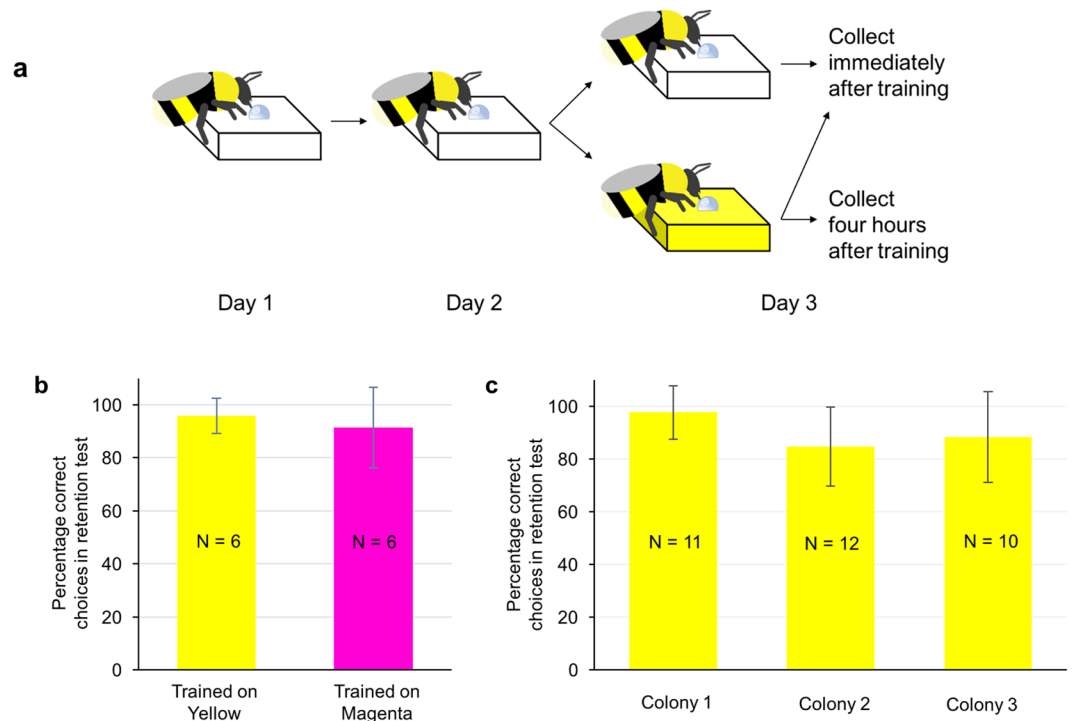 a
Collect
immediately
after training
Collect
four hours
after training
Day 1
Day 2
Day 3
b
Percentage correct
choices in retention test
100
80
60
40
20
0
N = 6
N = 6
Trained on
Yellow
Trained on
Magenta
c
Percentage correct
choices in retention test
100
80
60
40
20
0
N = 11
N = 12
N = 10
Colony 1
Colony 2
Colony 3